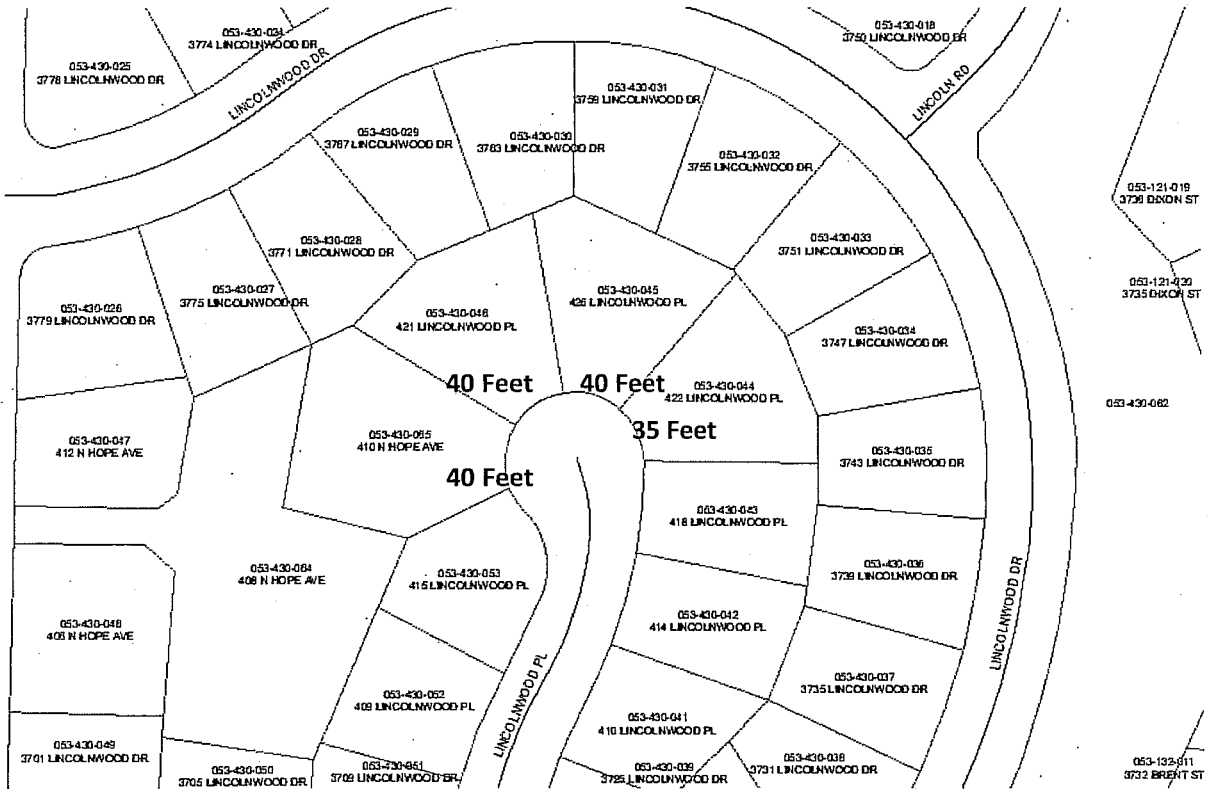 053-430-024
3774 LINCOLNWOOD DR
053-430-018
3750 LINCOLNWOOD DR
053-430-025
3778 LINCOLNWOOD DR
LINCOLNWOOD DR
LINCOLN RD
053-430-031
3759 LINCOLNWOOD DR
053-430-029
3767 LINCOLNWOOD DR
053-430-030
3763 LINCOLNWOOD DR
053-430-032
3755 LINCOLNWOOD DR
053-121-019
3739 DIXON ST
053-430-028
3771 LINCOLNWOOD DR
053-430-033
3751 LINCOLNWOOD DR
053-430-027
3775 LINCOLNWOOD DR
053-430-045
426 LINCOLNWOOD PL
053-121-020
3735 DIXON ST
053-430-026
3779 LINCOLNWOOD DR
053-430-046
421 LINCOLNWOOD PL
053-430-034
3747 LINCOLNWOOD DR
40 Feet
40 Feet
053-430-044
422 LINCOLNWOOD PL
053-430-062
35 Feet
053-430-047
412 N HOPE AVE
053-430-065
410 N HOPE AVE
053-430-035
3743 LINCOLNWOOD DR
40 Feet
053-430-043
418 LINCOLNWOOD PL
053-430-064
408 N HOPE AVE
053-430-053
415 LINCOLNWOOD PL
053-430-036
3739 LINCOLNWOOD DR
053-430-048
406 N HOPE AVE
053-430-042
414 LINCOLNWOOD PL
LINCOLNWOOD DR
053-430-037
3735 LINCOLNWOOD DR
053-430-052
409 LINCOLNWOOD PL
LINCOLNWOOD PL
053-430-041
410 LINCOLNWOOD PL
053-430-049
3701 LINCOLNWOOD DR
053-430-050
3705 LINCOLNWOOD DR
053-430-051
3709 LINCOLNWOOD DR
053-430-039
3725 LINCOLNWOOD DR
053-430-038
3731 LINCOLNWOOD DR
053-132-011
3732 BRENT ST